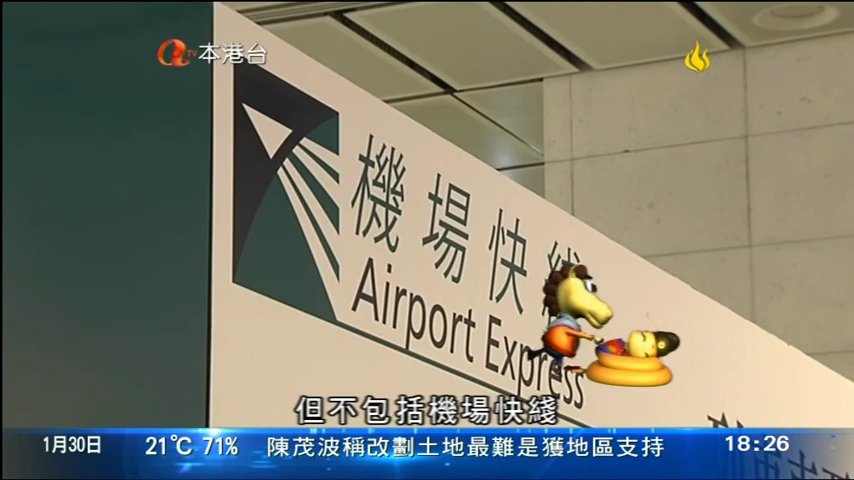 aTV 本港台
機場快綫
Airport Express
但不包括機場快綫
1月30日 21℃ 71% 陳茂波稱改劃土地最難是獲地區支持 18:26